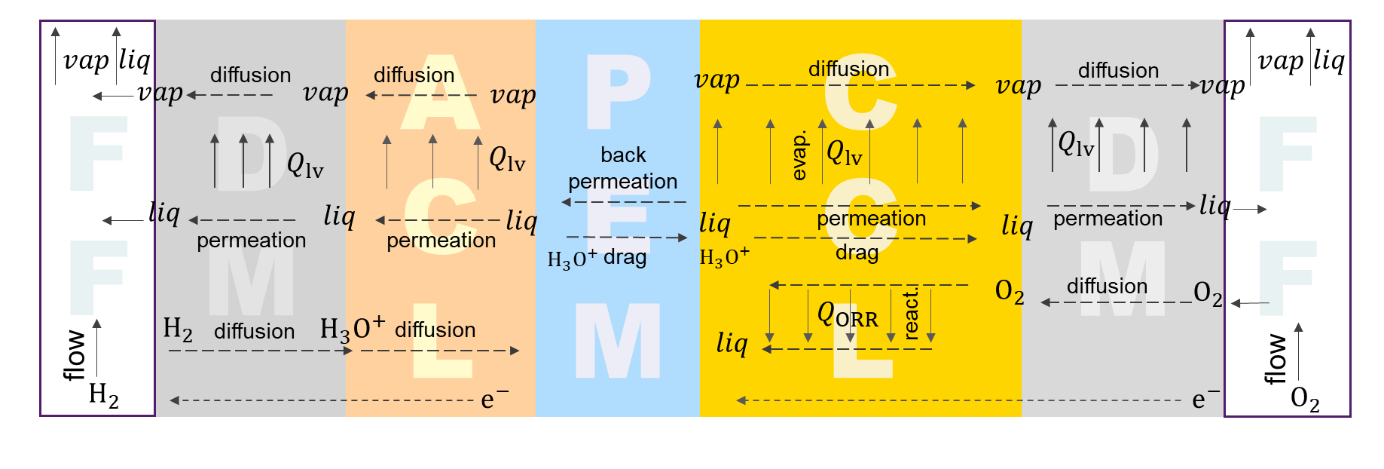 vap liq
vap
diffusion
vap
diffusion
vap
vap
diffusion
vap
diffusion
vap
vap liq
F
F
D
M
A
C
L
P
E
M
C
C
L
D
M
F
F
Q_lv
Q_lv
back
permeation
evap.
Q_lv
Q_lv
liq
permeation
liq
permeation
liq
H₃O⁺ drag
liq
permeation
H₃O⁺
drag
liq
permeation
liq
H₂
diffusion
H₃O⁺
diffusion
Q_ORR
react.
liq
O₂
diffusion
O₂
flow
H₂
e⁻
e⁻
flow
O₂